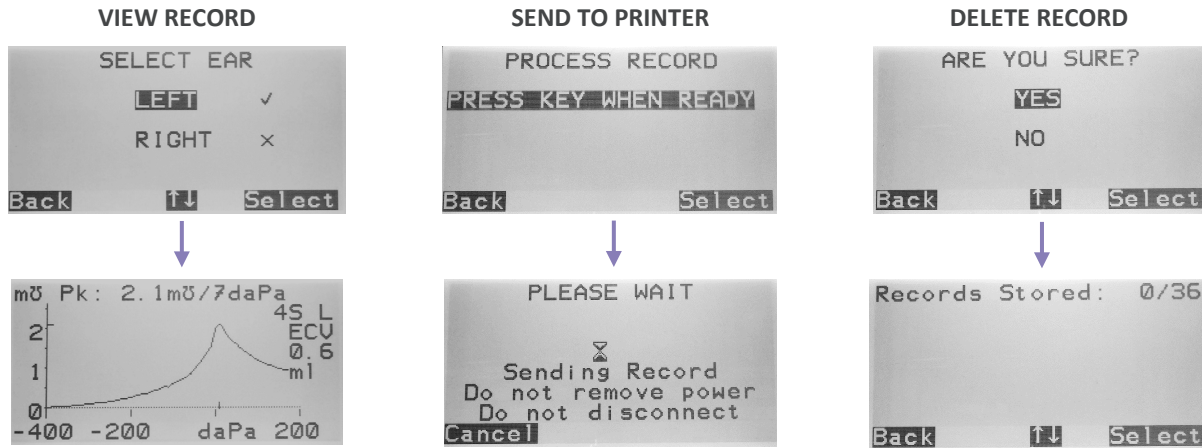 VIEW RECORD
SELECT EAR
LEFT ✓
RIGHT ×
Back ↑↓ Select
mʊ Pk: 2.1mʊ/7daPa
4S L
ECV
0.6
ml
2
1
0
-400 -200 daPa 200
SEND TO PRINTER
PROCESS RECORD
PRESS KEY WHEN READY
Back Select
PLEASE WAIT
Sending Record
Do not remove power
Do not disconnect
Cancel
DELETE RECORD
ARE YOU SURE?
YES
NO
Back ↑↓ Select
Records Stored: 0/36
Back ↑↓ Select